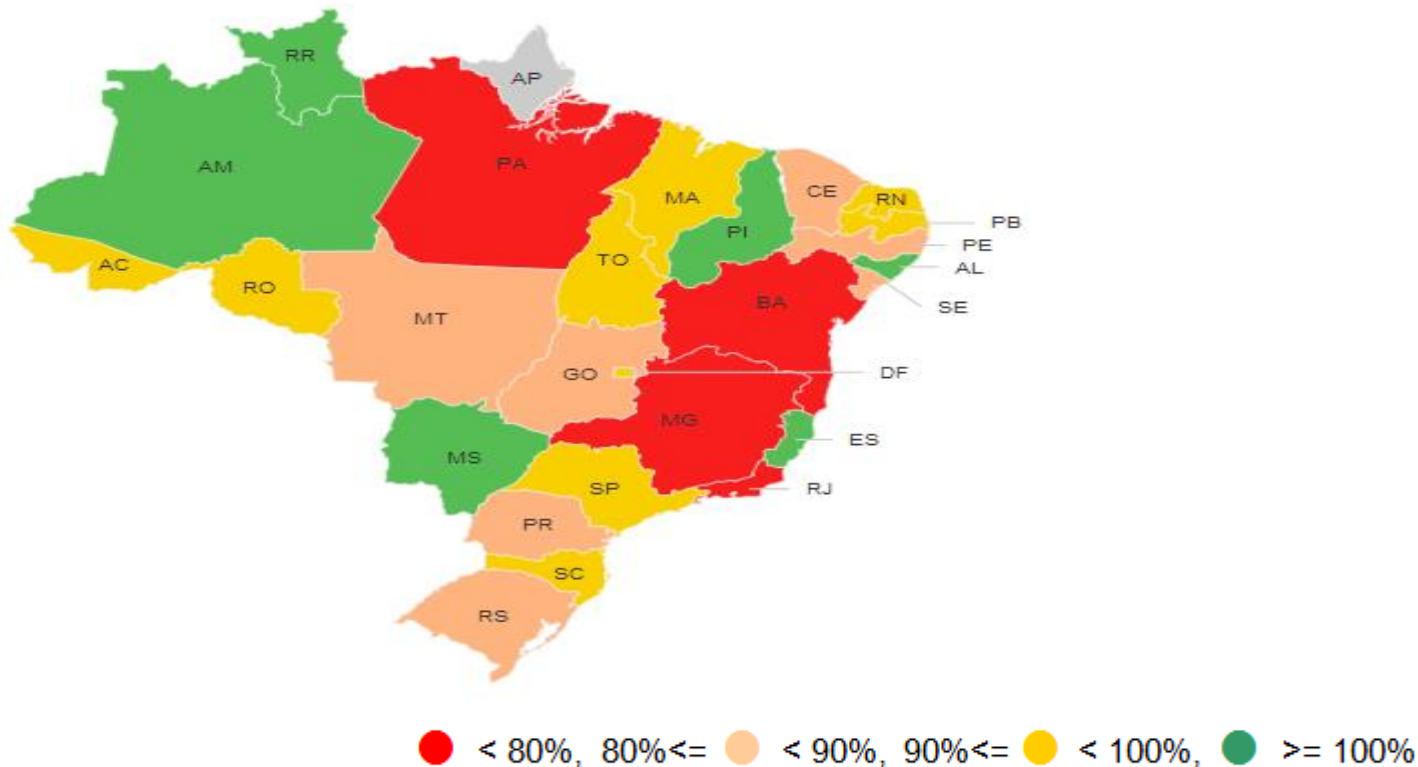 RR
AP
AM
PA
MA
CE
RN
PI
PB
PE
AC
TO
AL
RO
BA
SE
MT
GO
DF
MG
ES
MS
SP
RJ
PR
SC
RS
< 80%, 80%<= < 90%, 90%<= < 100%, >= 100%